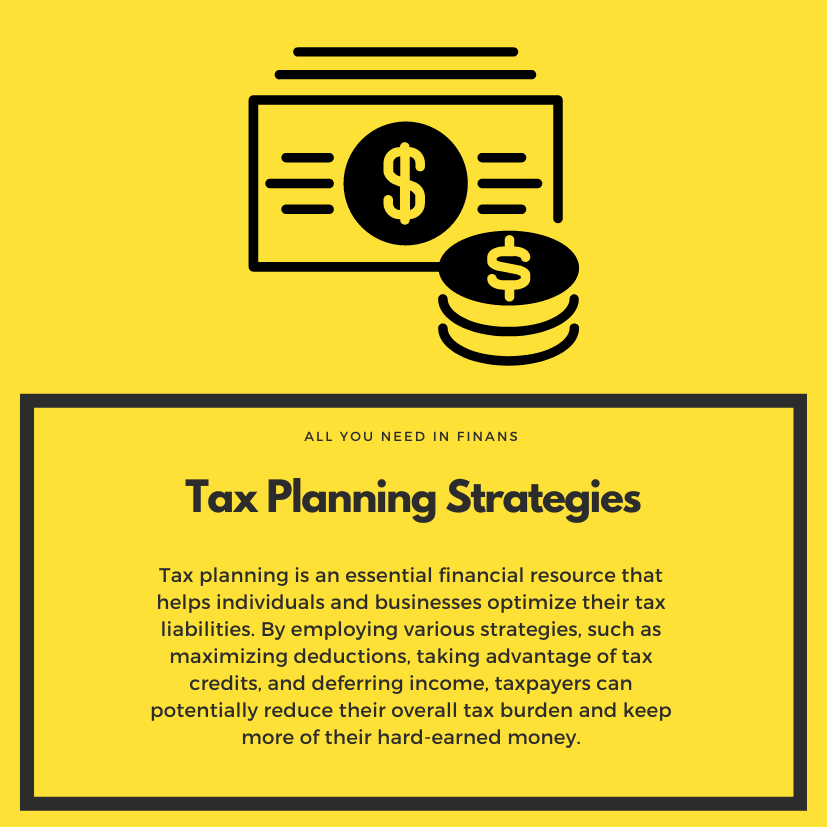 $
$
ALL YOU NEED IN FINANS
Tax Planning Strategies
Tax planning is an essential financial resource that
helps individuals and businesses optimize their tax
liabilities. By employing various strategies, such as
maximizing deductions, taking advantage of tax
credits, and deferring income, taxpayers can
potentially reduce their overall tax burden and keep
more of their hard-earned money.